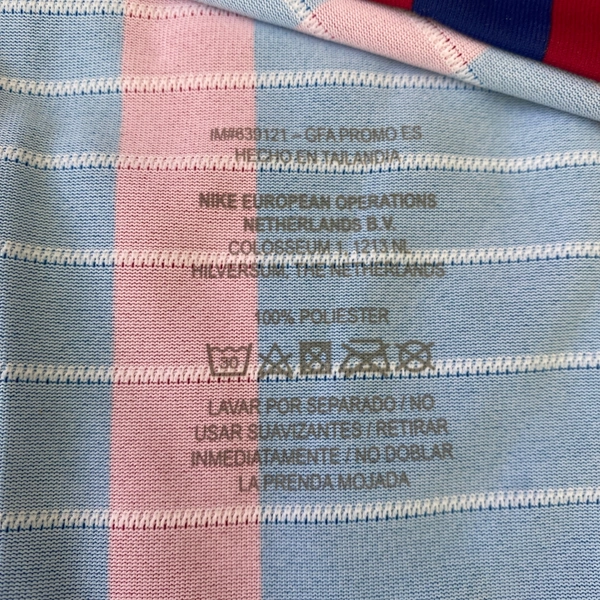 IM#639121 – GFA PROMO ES
HECHO EN TAILANDIA
NIKE EUROPEAN OPERATIONS
NETHERLANDS B.V.
COLOSSEUM 1, 1213 NL
HILVERSUM, THE NETHERLANDS
100% POLIESTER
30
LAVAR POR SEPARADO / NO
USAR SUAVIZANTES / RETIRAR
INMEDIATAMENTE / NO DOBLAR
LA PRENDA MOJADA